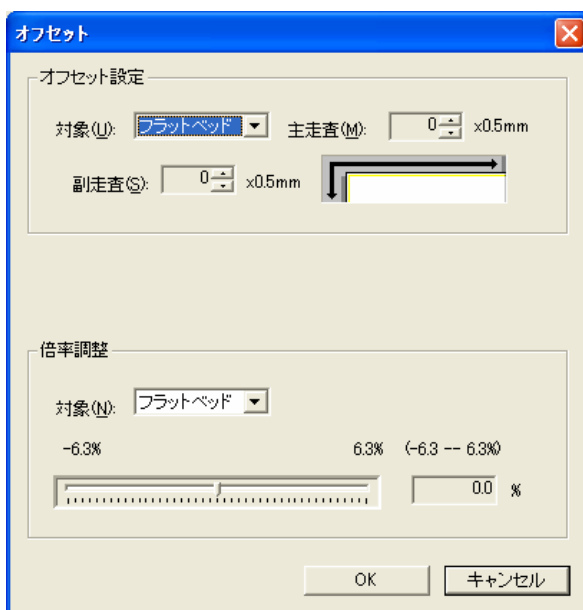 オフセット
オフセット設定
対象(U): フラットベッド 主走査(M): 0 x0.5mm
副走査(S): 0 x0.5mm
倍率調整
対象(N): フラットベッド
-6.3% 6.3% (-6.3 -- 6.3%)
0.0 %
OK キャンセル